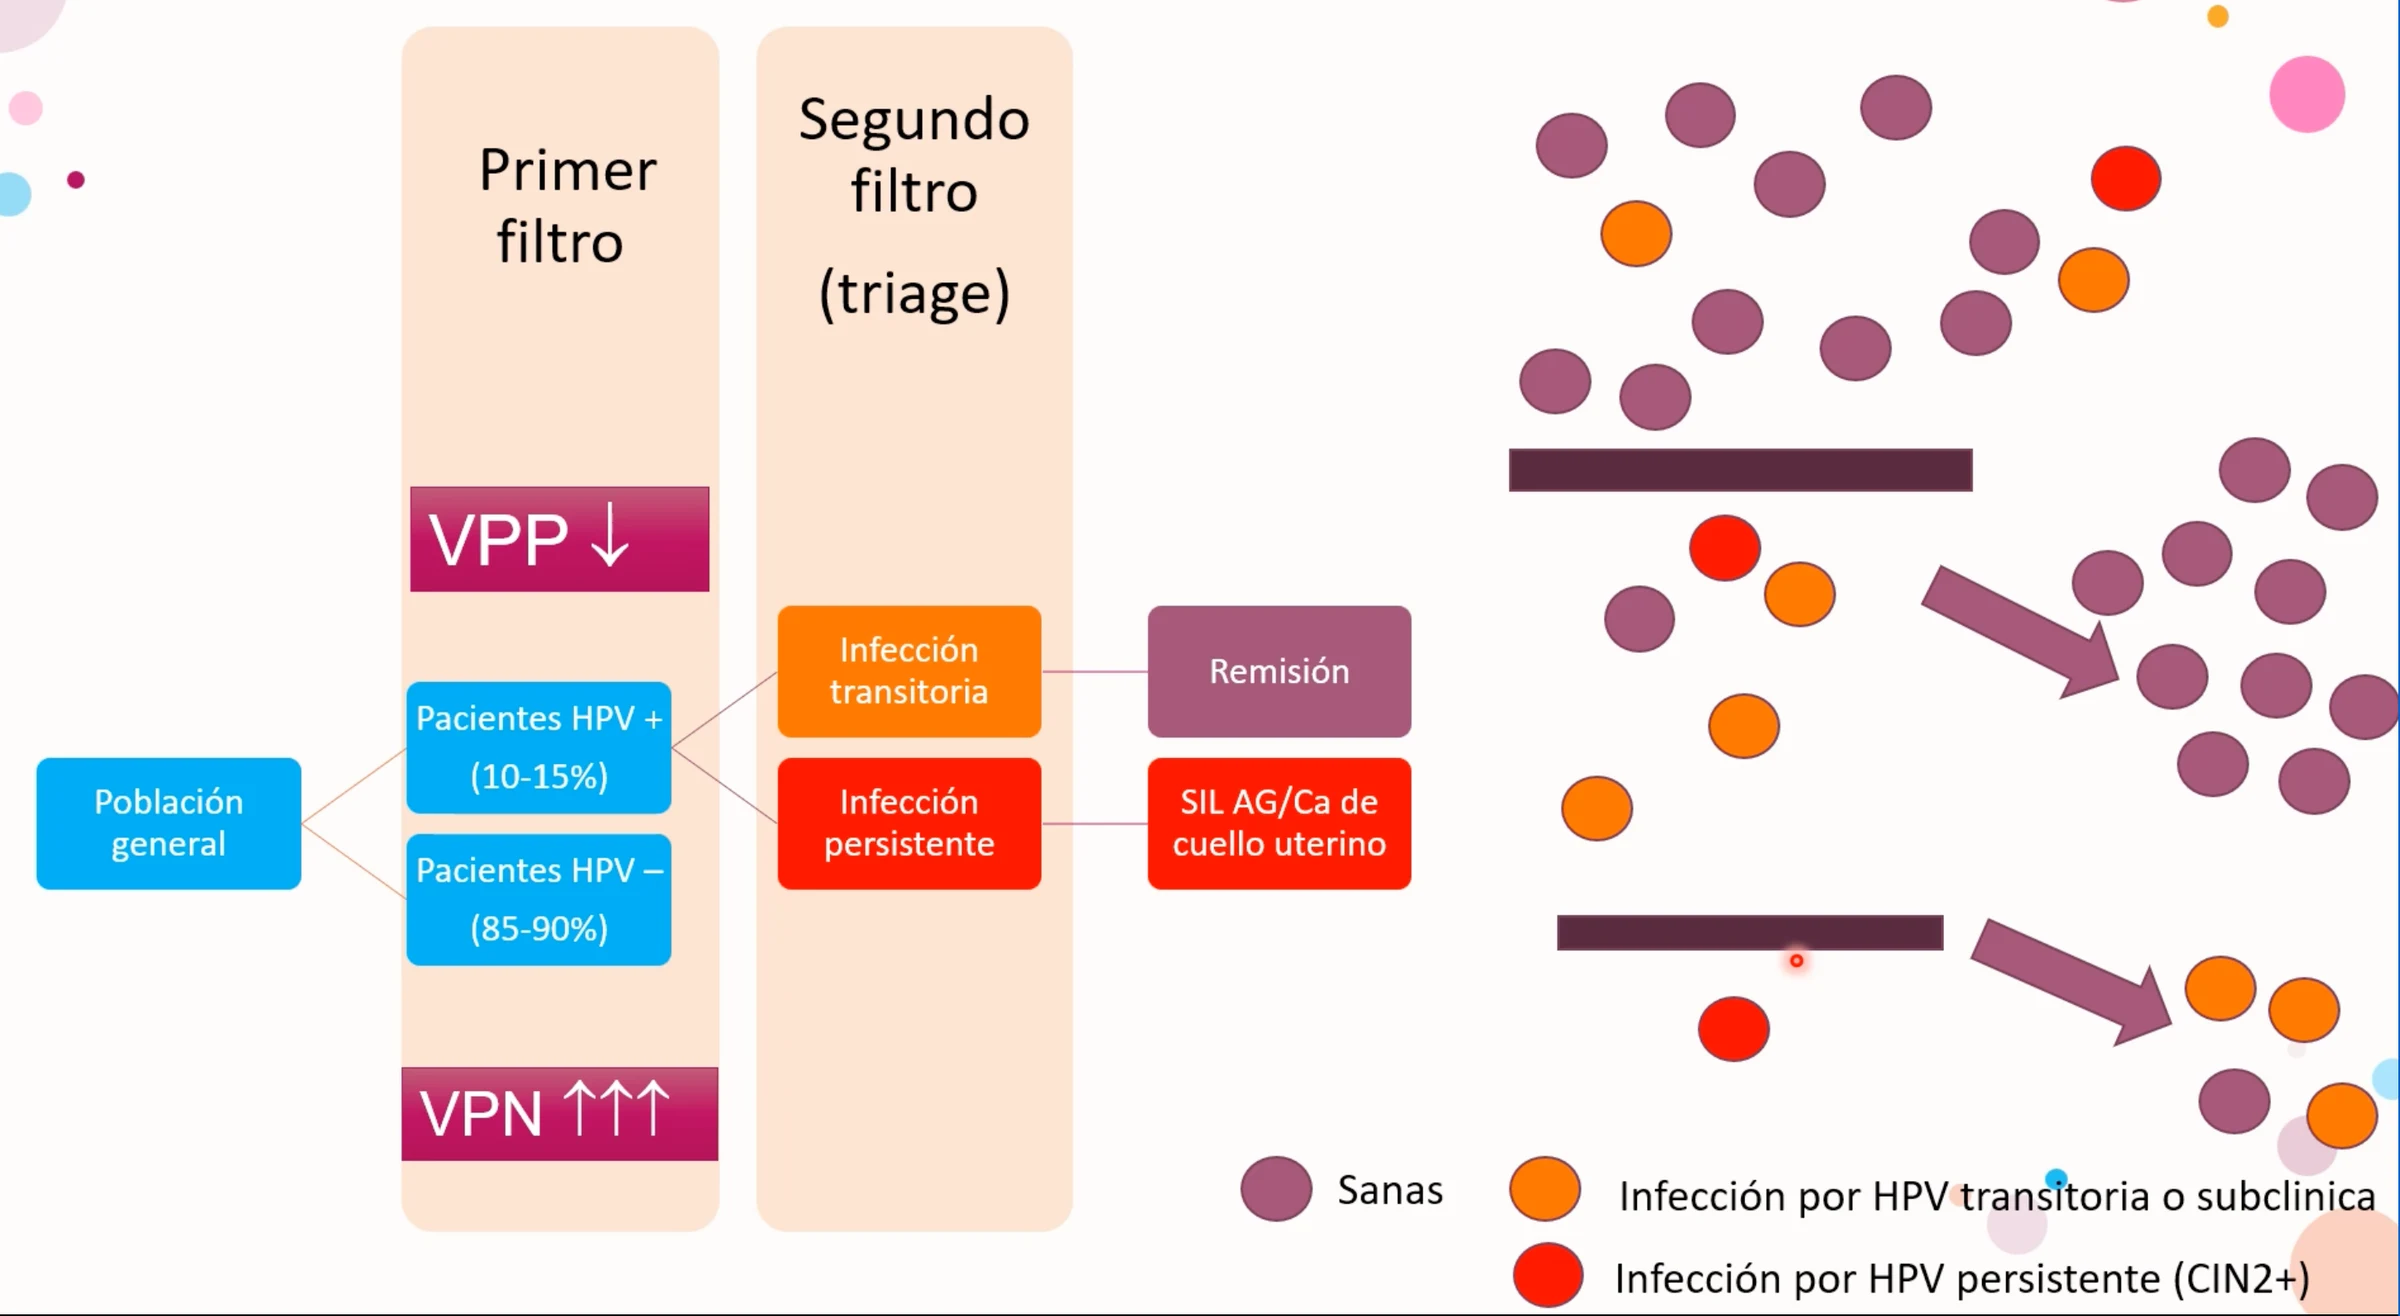 Primer
filtro
Segundo
filtro
(triage)
VPP ↓
Población
general
Pacientes HPV +
(10-15%)
Pacientes HPV –
(85-90%)
VPN ↑↑↑
Infección
transitoria
Infección
persistente
Remisión
SIL AG/Ca de
cuello uterino
Sanas
Infección por HPV transitoria o subclinica
Infección por HPV persistente (CIN2+)